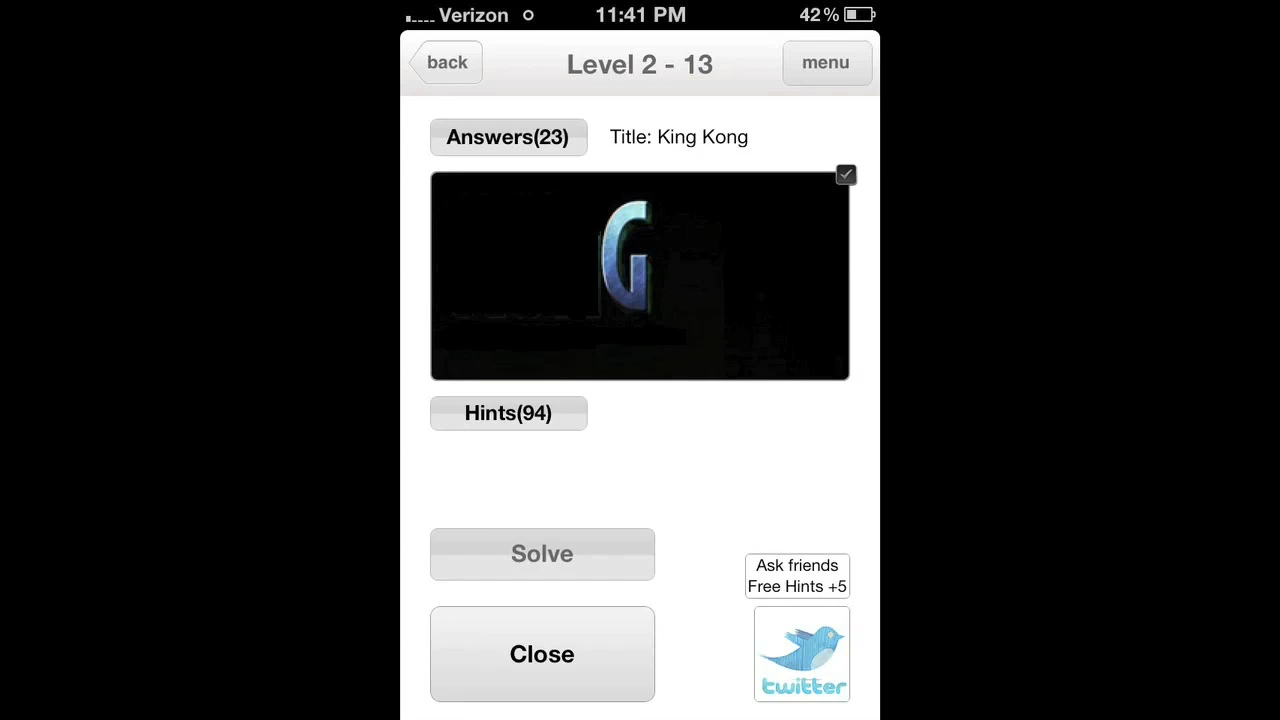 Verizon 11:41 PM 42%
back Level 2 - 13 menu
Answers(23) Title: King Kong
G
Hints(94)
Solve
Ask friends
Free Hints +5
Close
twitter